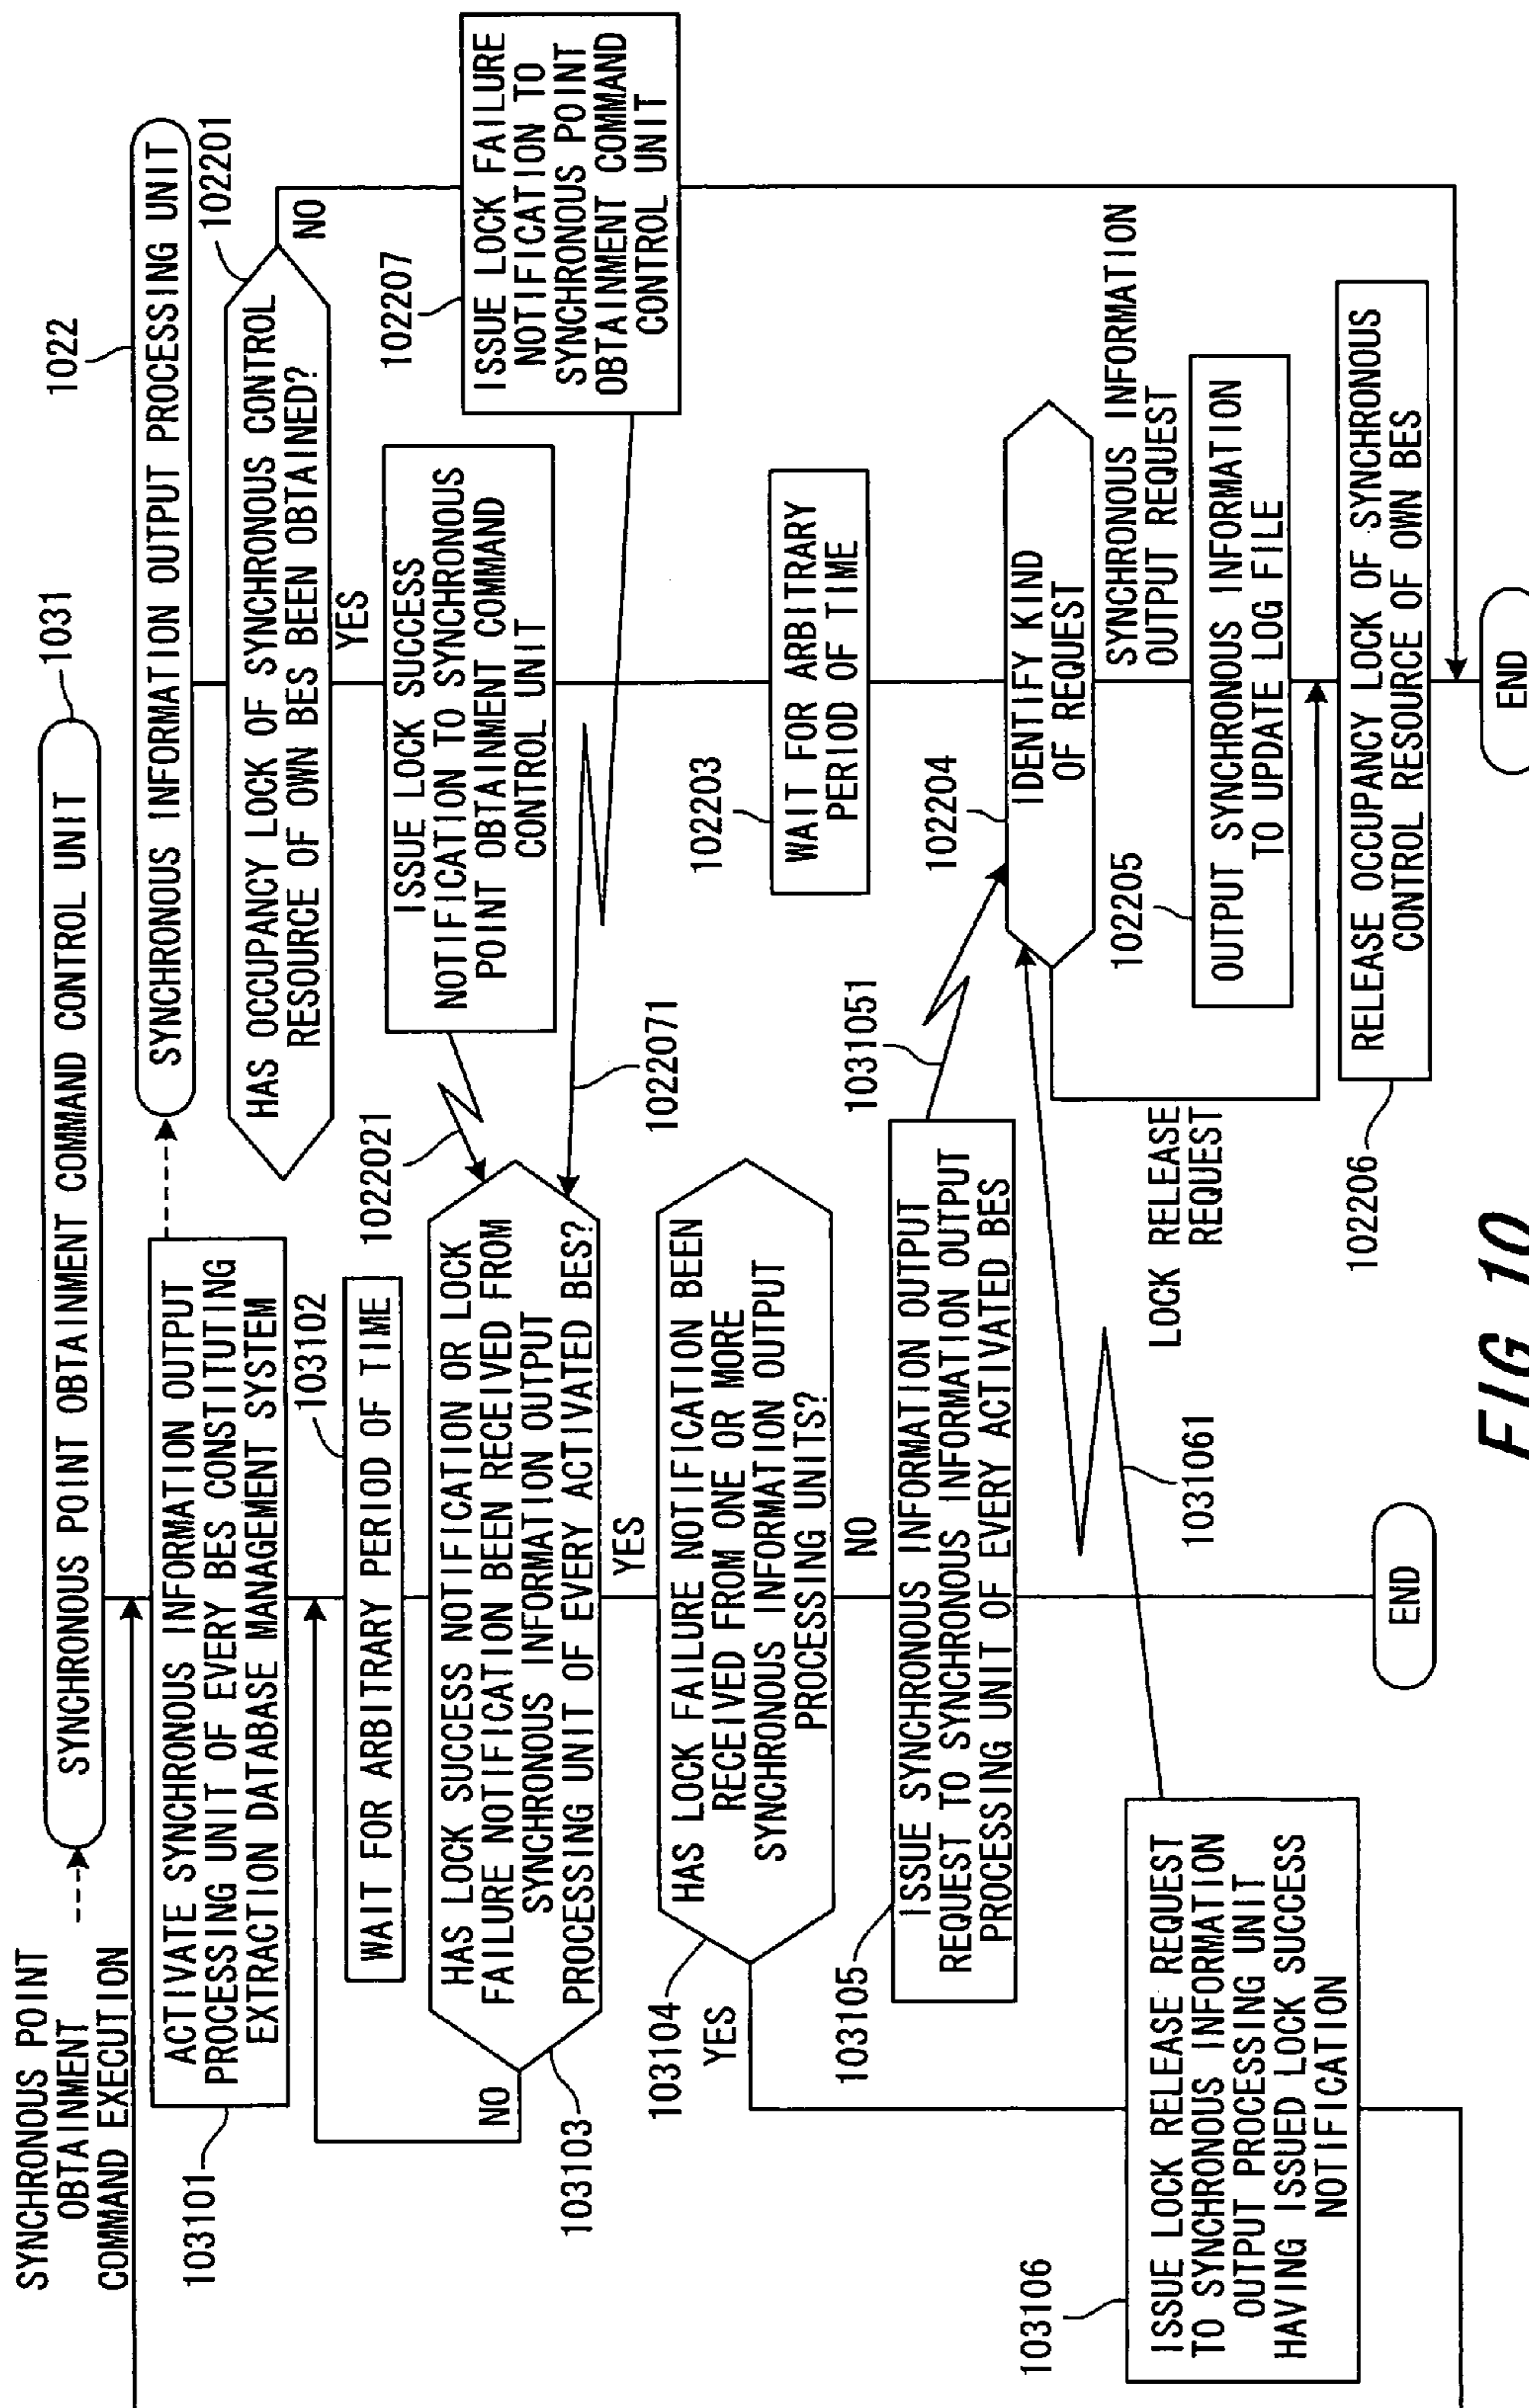 SYNCHRONOUS POINT
OBTAINMENT
COMMAND EXECUTION
SYNCHRONOUS POINT OBTAINMENT COMMAND CONTROL UNIT
1031
103101
ACTIVATE SYNCHRONOUS INFORMATION OUTPUT
PROCESSING UNIT OF EVERY BES CONSTITUTING
EXTRACTION DATABASE MANAGEMENT SYSTEM
103102
WAIT FOR ARBITRARY PERIOD OF TIME
HAS LOCK SUCCESS NOTIFICATION OR LOCK
FAILURE NOTIFICATION BEEN RECEIVED FROM
SYNCHRONOUS INFORMATION OUTPUT
PROCESSING UNIT OF EVERY ACTIVATED BES?
NO
103103
YES
103104
HAS LOCK FAILURE NOTIFICATION BEEN
RECEIVED FROM ONE OR MORE
SYNCHRONOUS INFORMATION OUTPUT
PROCESSING UNITS?
YES
NO
103105
ISSUE SYNCHRONOUS INFORMATION OUTPUT
REQUEST TO SYNCHRONOUS INFORMATION OUTPUT
PROCESSING UNIT OF EVERY ACTIVATED BES
103106
ISSUE LOCK RELEASE REQUEST
TO SYNCHRONOUS INFORMATION
OUTPUT PROCESSING UNIT
HAVING ISSUED LOCK SUCCESS
NOTIFICATION
1031061
END
1022
SYNCHRONOUS INFORMATION OUTPUT PROCESSING UNIT
102201
HAS OCCUPANCY LOCK OF SYNCHRONOUS CONTROL
RESOURCE OF OWN BES BEEN OBTAINED?
NO
YES
ISSUE LOCK SUCCESS
NOTIFICATION TO SYNCHRONOUS
POINT OBTAINMENT COMMAND
CONTROL UNIT
1022021
102207
ISSUE LOCK FAILURE
NOTIFICATION TO
SYNCHRONOUS POINT
OBTAINMENT COMMAND
CONTROL UNIT
1022071
102203
WAIT FOR ARBITRARY
PERIOD OF TIME
1031051
102204
IDENTIFY KIND
OF REQUEST
SYNCHRONOUS INFORMATION
OUTPUT REQUEST
LOCK RELEASE
REQUEST
102205
OUTPUT SYNCHRONOUS INFORMATION
TO UPDATE LOG FILE
102206
RELEASE OCCUPANCY LOCK OF SYNCHRONOUS
CONTROL RESOURCE OF OWN BES
END
FIG. 10